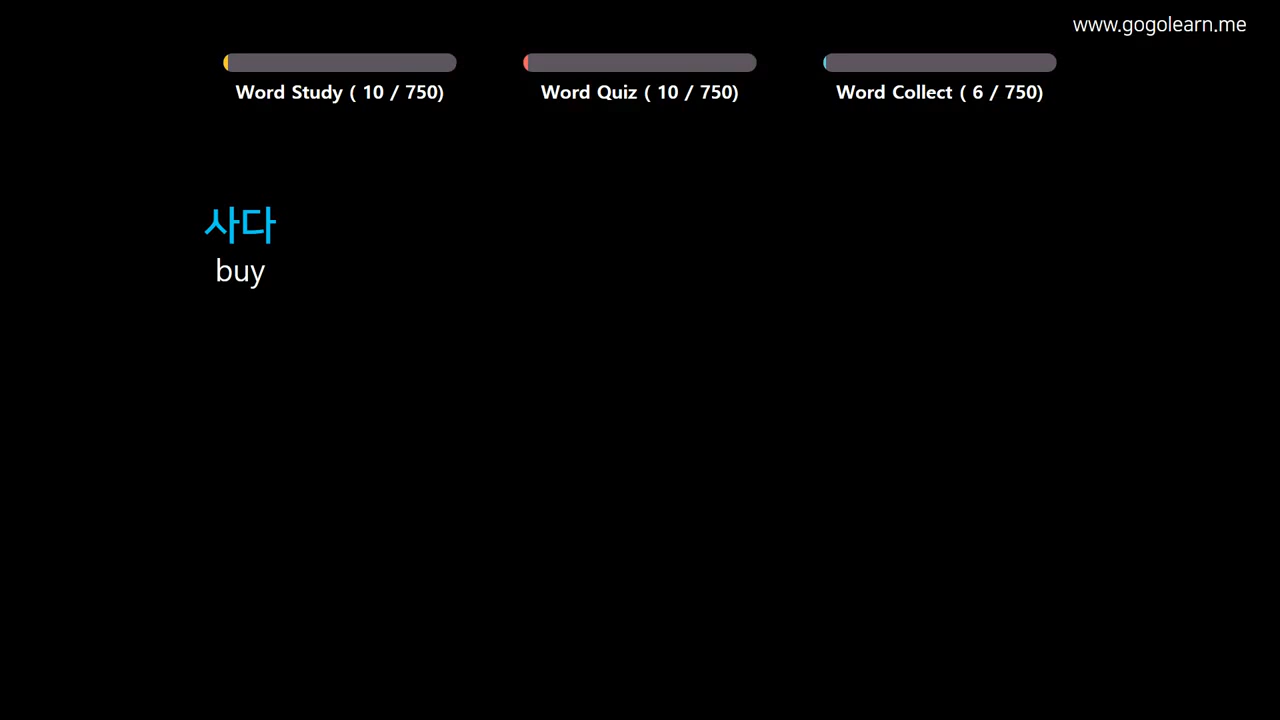 www.gogolearn.me
Word Study ( 10 / 750)
Word Quiz ( 10 / 750)
Word Collect ( 6 / 750)
사다
buy